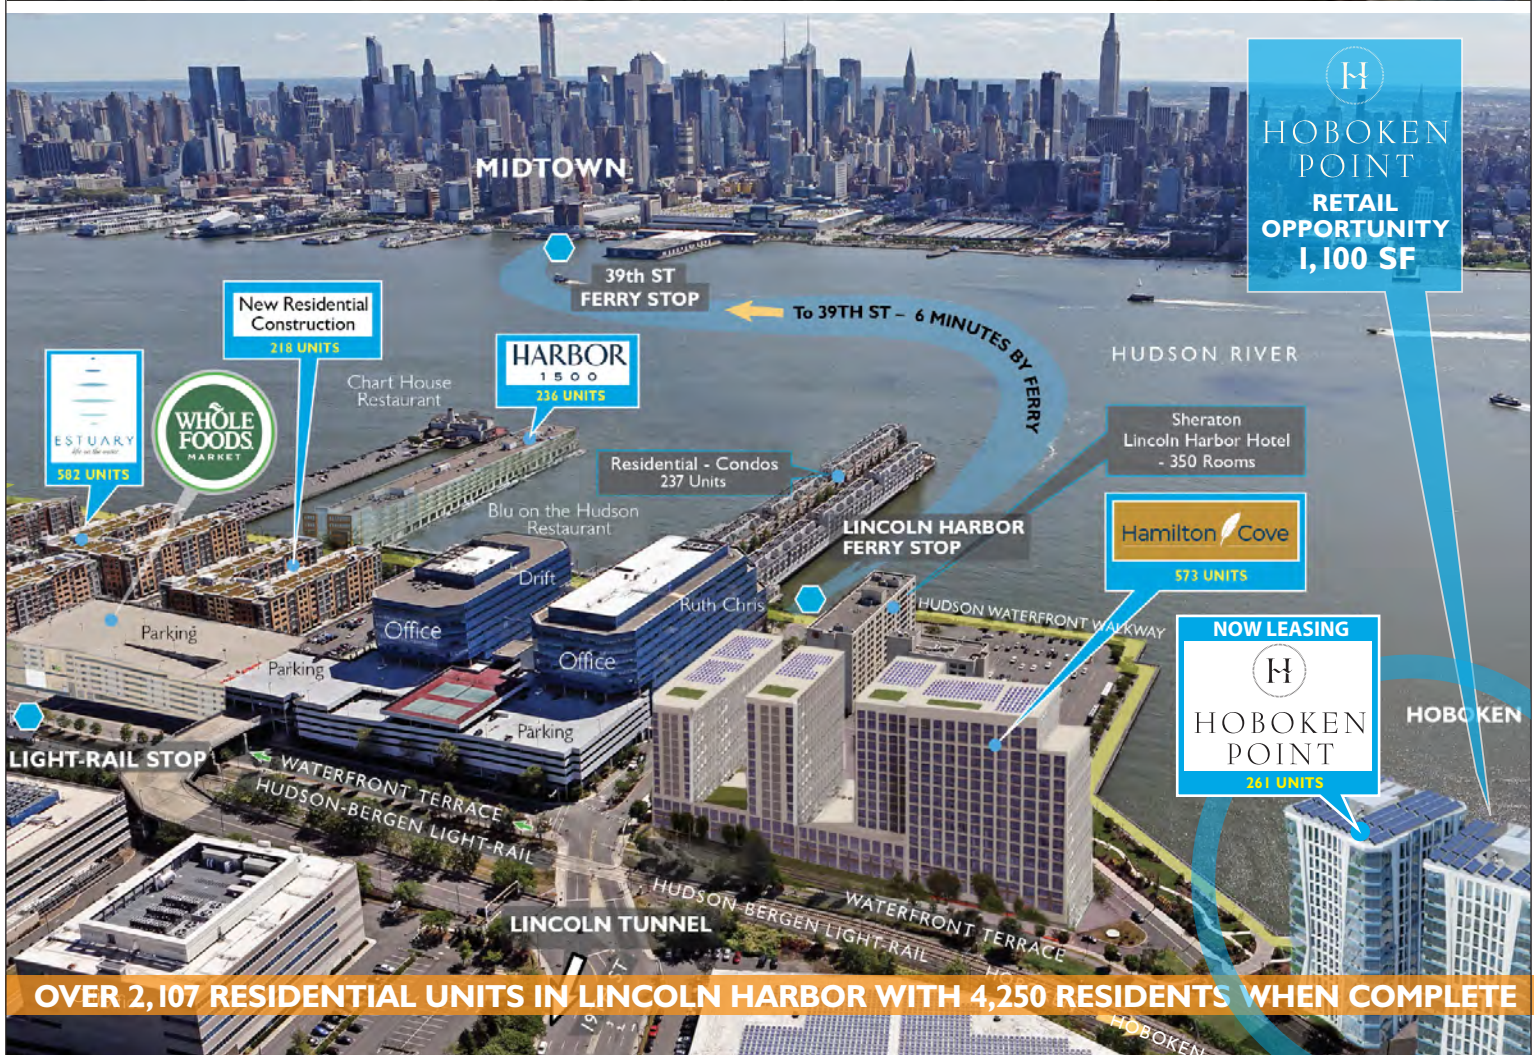 HOBOKEN
POINT
RETAIL
OPPORTUNITY
1,100 SF
MIDTOWN
39th ST
FERRY STOP
To 39TH ST – 6 MINUTES BY FERRY
HUDSON RIVER
New Residential
Construction
218 UNITS
HARBOR
1500
236 UNITS
Chart House
Restaurant
ESTUARY
life on the water
582 UNITS
WHOLE
FOODS
MARKET
Sheraton
Lincoln Harbor Hotel
- 350 Rooms
Residential - Condos
237 Units
Blu on the Hudson
Restaurant
LINCOLN HARBOR
FERRY STOP
Hamilton Cove
573 UNITS
Drift
Ruth Chris
HUDSON WATERFRONT WALKWAY
Office
Office
Parking
Parking
Parking
NOW LEASING
HOBOKEN
POINT
261 UNITS
HOBOKEN
LIGHT-RAIL STOP
WATERFRONT TERRACE
HUDSON-BERGEN LIGHT-RAIL
HUDSON-BERGEN LIGHT-RAIL
WATERFRONT TERRACE
LINCOLN TUNNEL
OVER 2,107 RESIDENTIAL UNITS IN LINCOLN HARBOR WITH 4,250 RESIDENTS WHEN COMPLETE
HOBOKEN